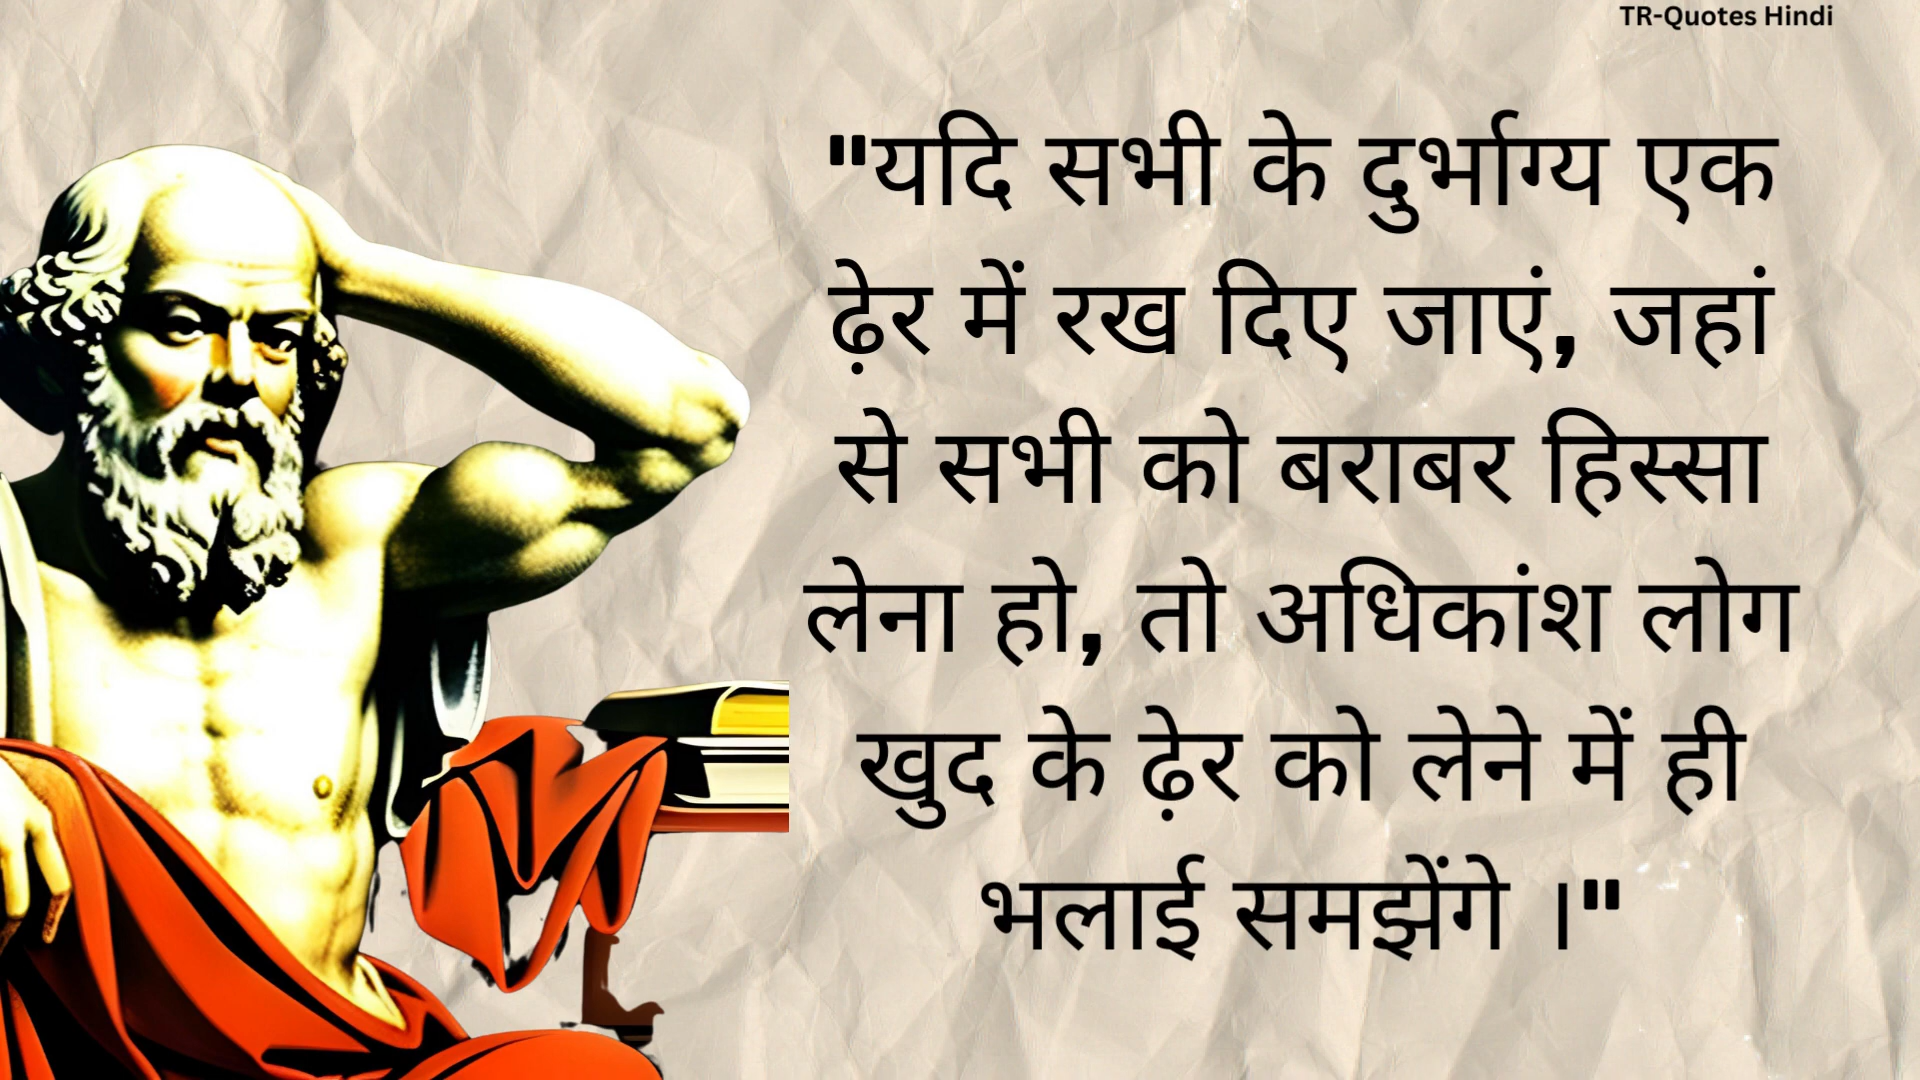 TR-Quotes Hindi
"यदि सभी के दुर्भाग्य एक
ढ़ेर में रख दिए जाएं, जहां
से सभी को बराबर हिस्सा
लेना हो, तो अधिकांश लोग
खुद के ढ़ेर को लेने में ही
भलाई समझेंगे ।"